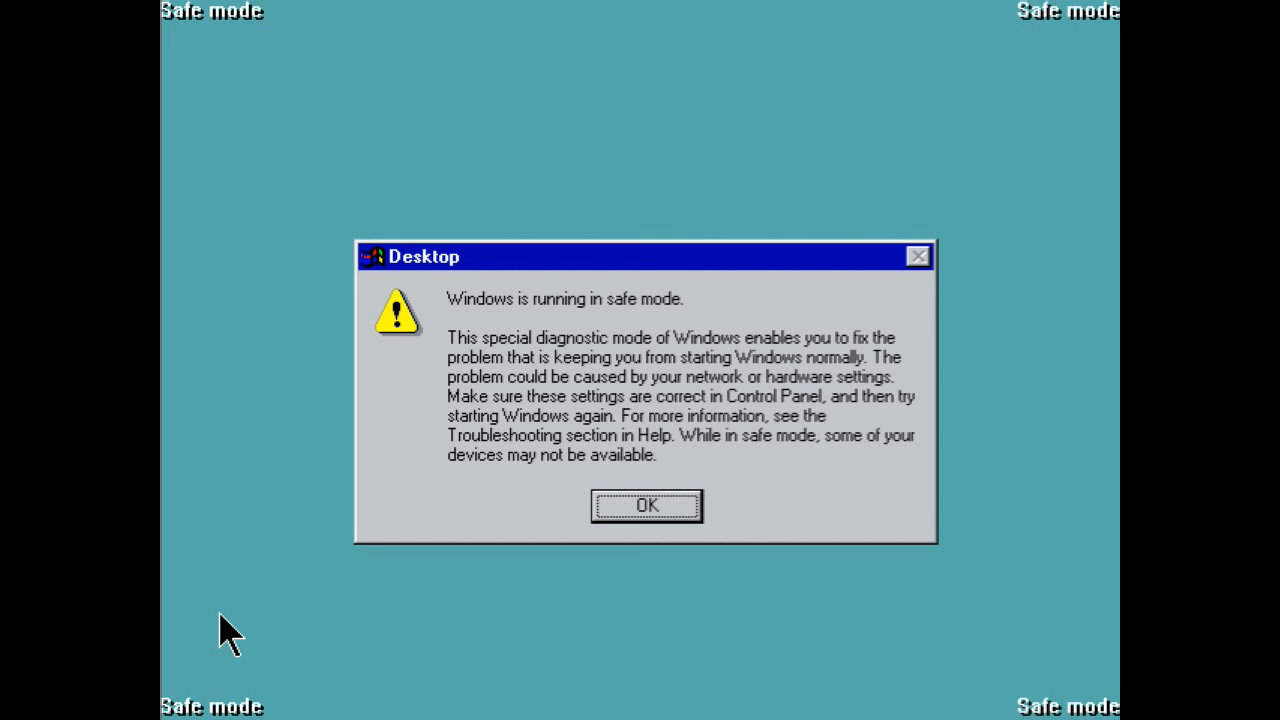 Safe mode Safe mode
Desktop
Windows is running in safe mode.
This special diagnostic mode of Windows enables you to fix the
problem that is keeping you from starting Windows normally. The
problem could be caused by your network or hardware settings.
Make sure these settings are correct in Control Panel, and then try
starting Windows again. For more information, see the
Troubleshooting section in Help. While in safe mode, some of your
devices may not be available.
OK
Safe mode Safe mode